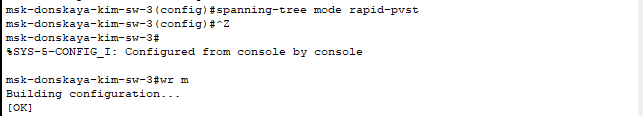 msk-donskaya-kim-sw-3(config)#spanning-tree mode rapid-pvst
msk-donskaya-kim-sw-3(config)#^Z
msk-donskaya-kim-sw-3#
%SYS-5-CONFIG_I: Configured from console by console
msk-donskaya-kim-sw-3#wr m
Building configuration...
[OK]